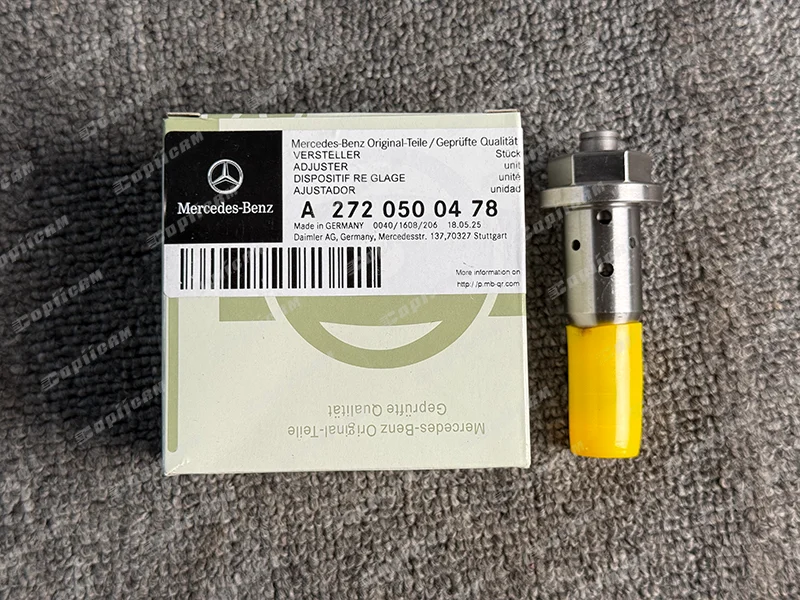 Mercedes-Benz
Mercedes-Benz Original-Teile/Geprüfte Qualität
VERSTELLER Stück
ADJUSTER unit
DISPOSITIF RE GLAGE unité
AJUSTADOR unidad
A 272 050 04 78
Made in GERMANY 0040/1608/206 18.05.25
Daimler AG, Germany, Mercedesstr. 137,70327 Stuttgart
More information on
http://p.mb-qr.com
Mercedes-Benz Original-Teile
Geprüfte Qualität
Copticam